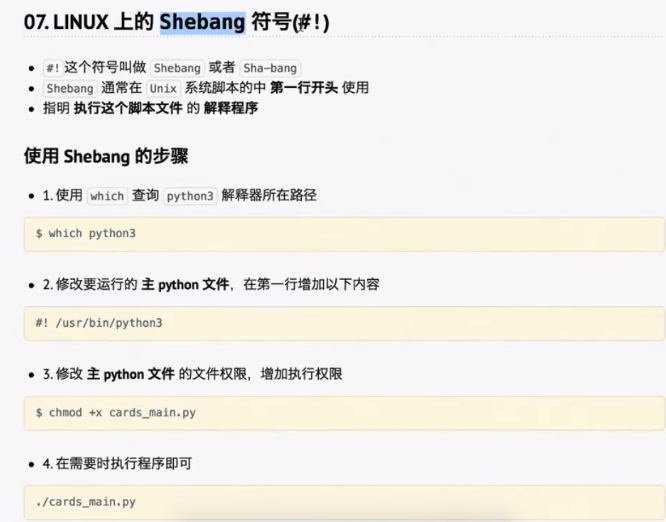 07. LINUX 上的 Shebang 符号(#!)
#! 这个符号叫做 Shebang 或者 Sha-bang
Shebang 通常在 Unix 系统脚本的中 第一行开头 使用
指明 执行这个脚本文件 的 解释程序
使用 Shebang 的步骤
1. 使用 which 查询 python3 解释器所在路径
$ which python3
2. 修改要运行的 主 python 文件，在第一行增加以下内容
#! /usr/bin/python3
3. 修改 主 python 文件 的文件权限，增加执行权限
$ chmod +x cards_main.py
4. 在需要时执行程序即可
./cards_main.py